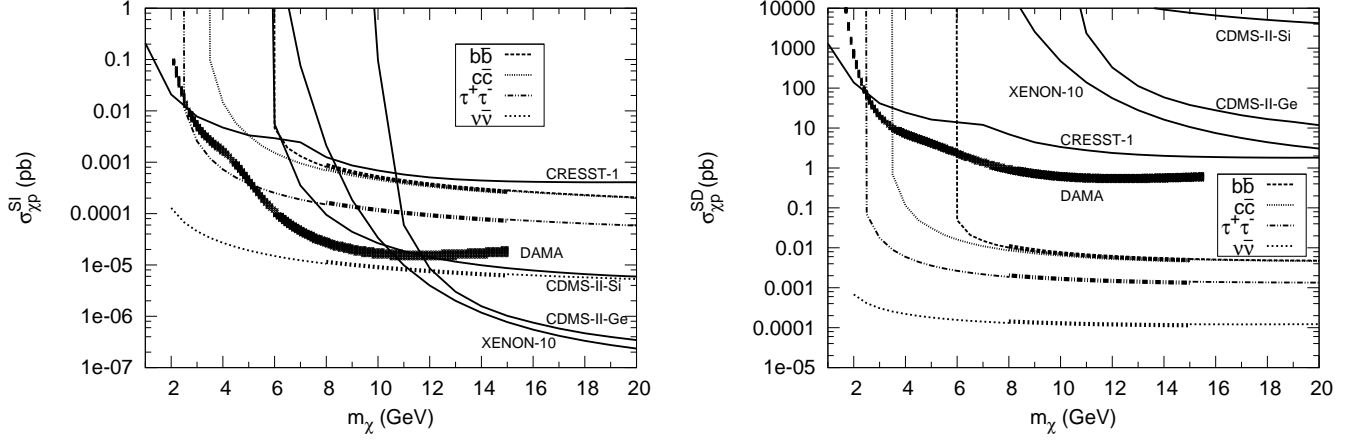 1
0.1
0.01
0.001
0.0001
1e-05
1e-06
1e-07
2 4 6 8 10 12 14 16 18 20
σ_χp^SI (pb)
m_χ (GeV)
bb̄
cc̄
τ⁺τ⁻
νν̄
CRESST-1
DAMA
CDMS-II-Si
CDMS-II-Ge
XENON-10
10000
1000
100
10
1
0.1
0.01
0.001
0.0001
1e-05
2 4 6 8 10 12 14 16 18 20
σ_χp^SD (pb)
m_χ (GeV)
CDMS-II-Si
XENON-10
CDMS-II-Ge
CRESST-1
DAMA
bb̄
cc̄
τ⁺τ⁻
νν̄